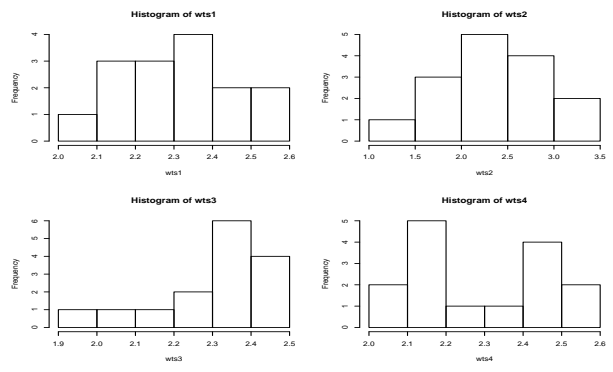 Histogram of wts1
Frequency
0 1 2 3 4
2.0 2.1 2.2 2.3 2.4 2.5 2.6
wts1
Histogram of wts2
Frequency
0 1 2 3 4 5
1.0 1.5 2.0 2.5 3.0 3.5
wts2
Histogram of wts3
Frequency
0 1 2 3 4 5 6
1.9 2.0 2.1 2.2 2.3 2.4 2.5
wts3
Histogram of wts4
Frequency
0 1 2 3 4 5
2.0 2.1 2.2 2.3 2.4 2.5 2.6
wts4